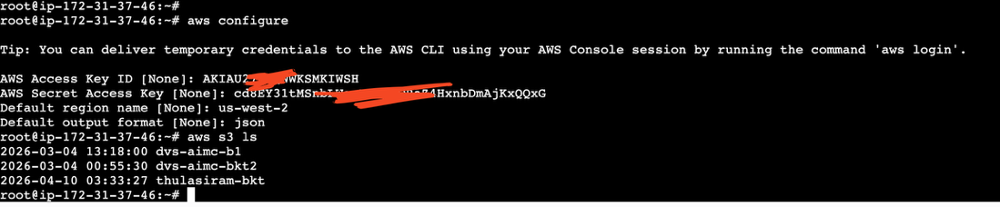 root@ip-172-31-37-46:~#
root@ip-172-31-37-46:~# aws configure
Tip: You can deliver temporary credentials to the AWS CLI using your AWS Console session by running the command 'aws login'.
AWS Access Key ID [None]:
AWS Secret Access Key [None]:
Default region name [None]: us-west-2
Default output format [None]: json
root@ip-172-31-37-46:~# aws s3 ls
2026-03-04 13:18:00 dvs-aimc-b1
2026-03-04 00:55:30 dvs-aimc-bkt2
2026-04-10 03:33:27 thulasiram-bkt
root@ip-172-31-37-46:~#